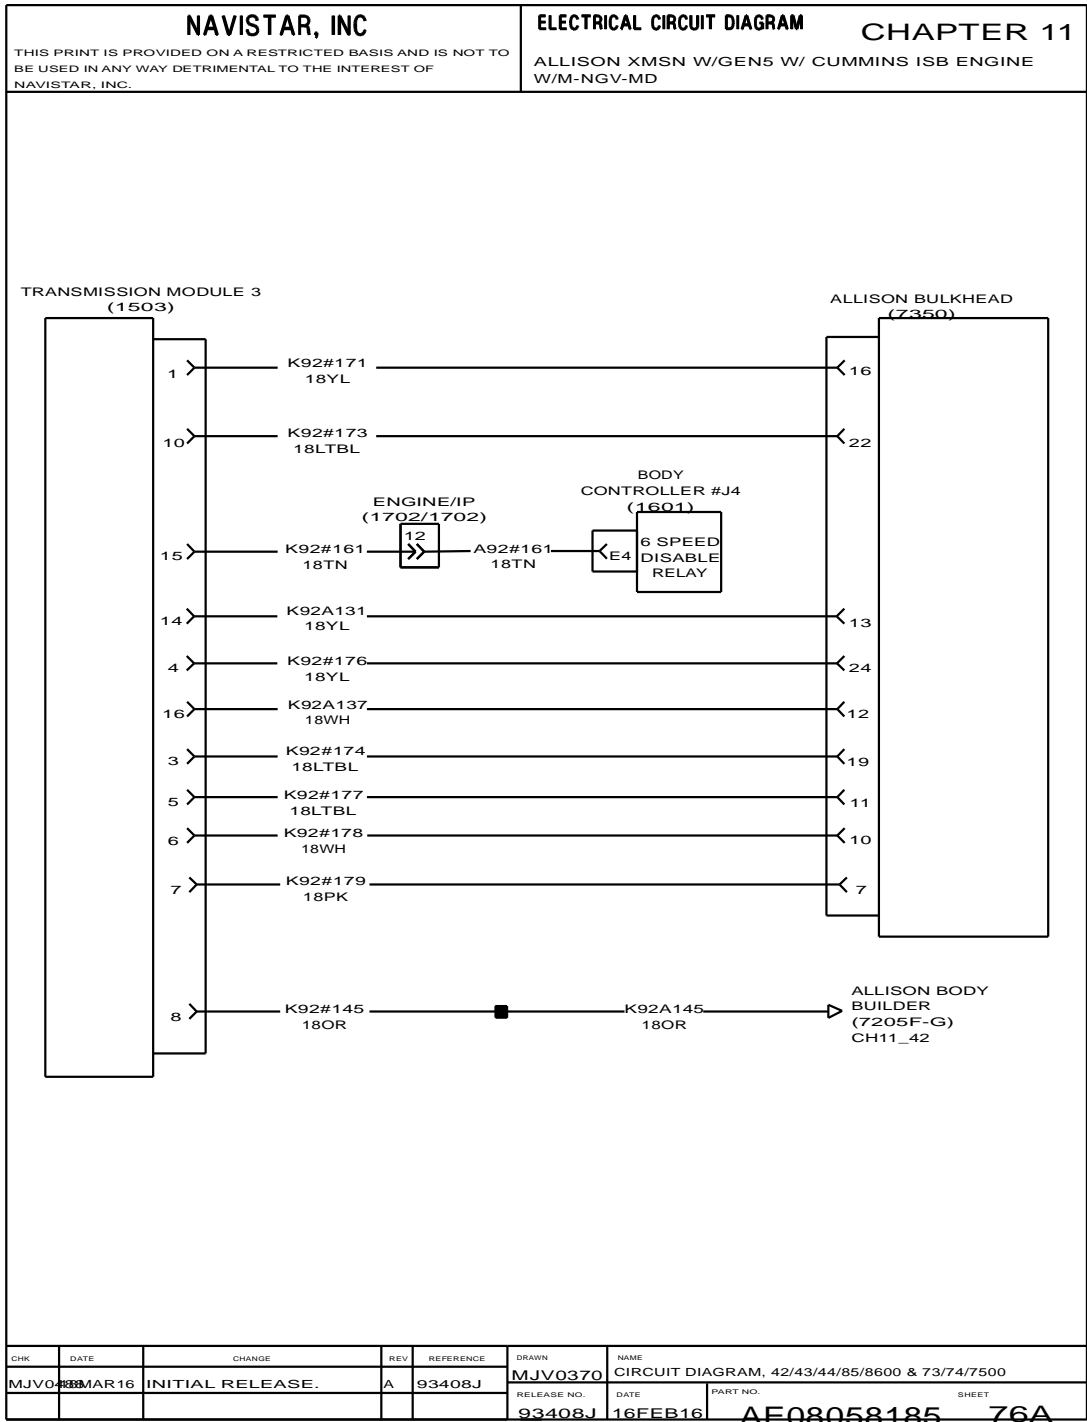 NAVISTAR, INC
THIS PRINT IS PROVIDED ON A RESTRICTED BASIS AND IS NOT TO
BE USED IN ANY WAY DETRIMENTAL TO THE INTEREST OF
NAVISTAR, INC.
ELECTRICAL CIRCUIT DIAGRAM
CHAPTER 11
ALLISON XMSN W/GEN5 W/ CUMMINS ISB ENGINE
W/M-NGV-MD
TRANSMISSION MODULE 3
(1503)
ALLISON BULKHEAD
(7350)
1
K92#171
18YL
16
10
K92#173
18LTBL
22
BODY
CONTROLLER #J4
(1601)
ENGINE/IP
(1702/1702)
12
15
K92#161
18TN
A92#161
18TN
E4
6 SPEED
DISABLE
RELAY
14
K92A131
18YL
13
4
K92#176
18YL
24
16
K92A137
18WH
12
3
K92#174
18LTBL
19
5
K92#177
18LTBL
11
6
K92#178
18WH
10
7
K92#179
18PK
7
8
K92#145
18OR
K92A145
18OR
ALLISON BODY
BUILDER
(7205F-G)
CH11_42
CHK
DATE
CHANGE
REV
REFERENCE
DRAWN
NAME
MAR16
INITIAL RELEASE.
A
93408J
MJV0370
CIRCUIT DIAGRAM, 42/43/44/85/8600 & 73/74/7500
RELEASE NO.
DATE
PART NO.
SHEET
93408J
16FEB16
AF08058185
76A